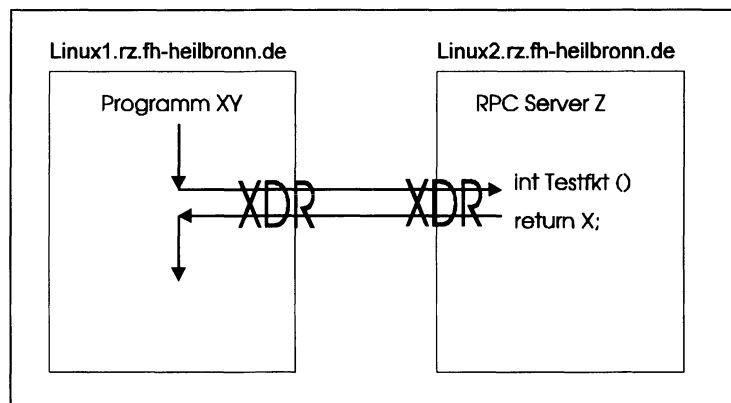 Linux1.rz.fh-heilbronn.de
Linux2.rz.fh-heilbronn.de
Programm XY
RPC Server Z
XDR
XDR
int Testfkt ()
return X;